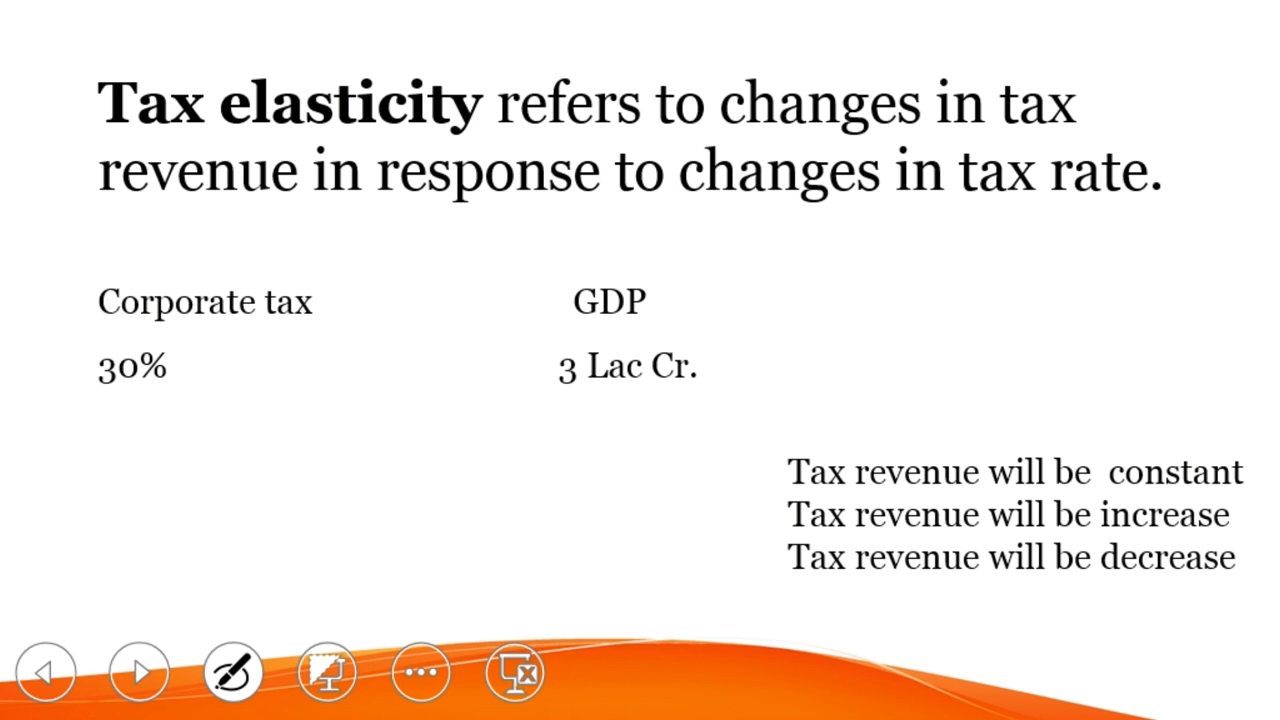 Tax elasticity refers to changes in tax
revenue in response to changes in tax rate.
Corporate tax GDP
30% 3 Lac Cr.
Tax revenue will be constant
Tax revenue will be increase
Tax revenue will be decrease